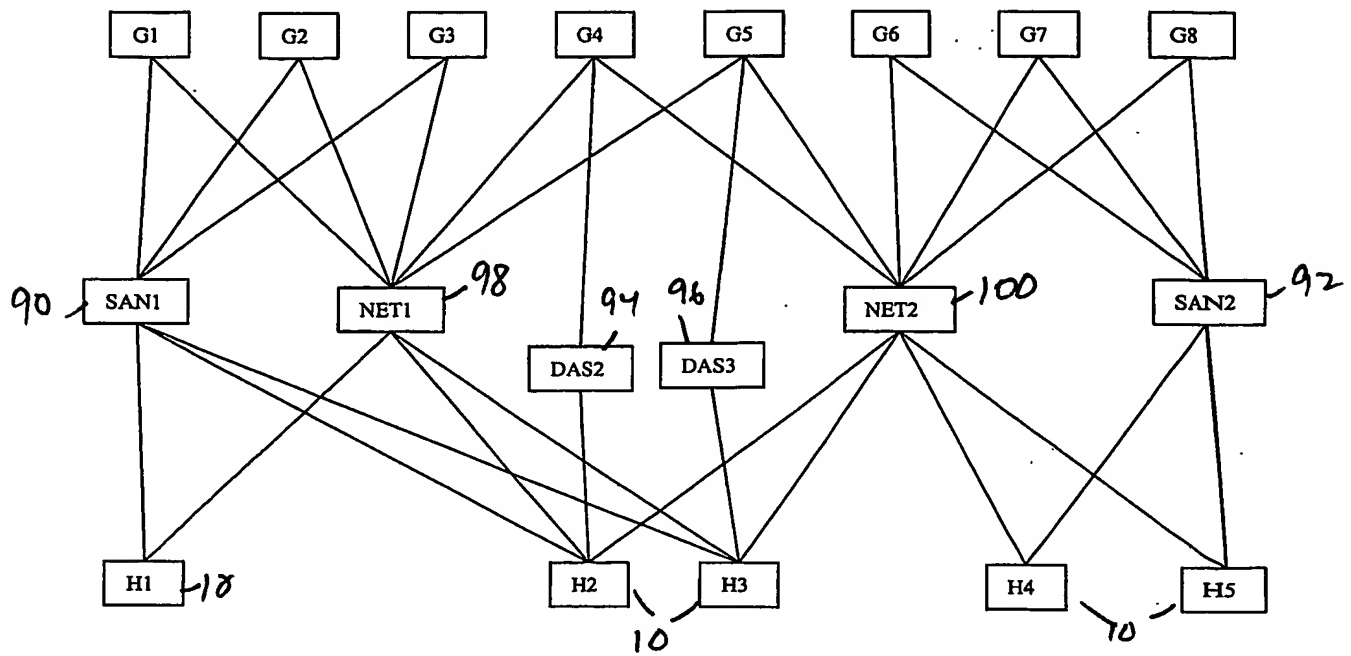 G1 G2 G3 G4 G5 G6 G7 G8
90 SAN1 NET1 98 94 96 NET2 100 SAN2 92
DAS2 DAS3
H1 10 H2 H3 H4 H5
10 10